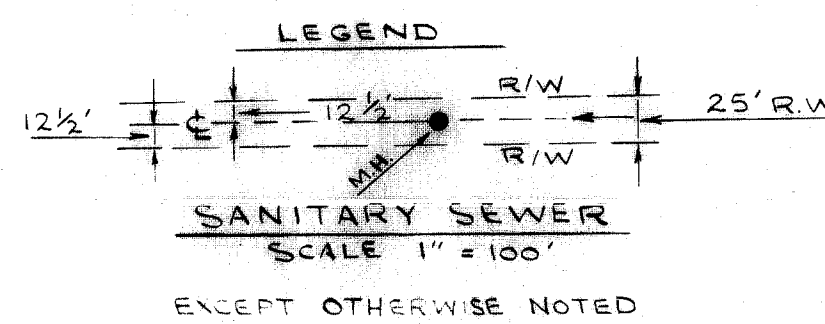 LEGEND
R/W
12½' ℄ 12½' 25' R.W
R/W
M.H.
SANITARY SEWER
SCALE 1" = 100'
EXCEPT OTHERWISE NOTED